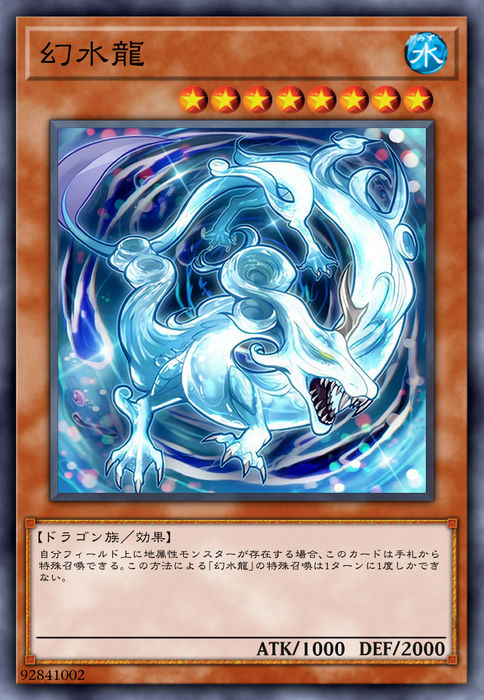 幻水龍
みず
水
【ドラゴン族/効果】
自分フィールド上に地属性モンスターが存在する場合、このカードは手札から
特殊召喚できる。この方法による「幻水龍」の特殊召喚は1ターンに1度しかでき
ない。
ATK/1000 DEF/2000
92841002